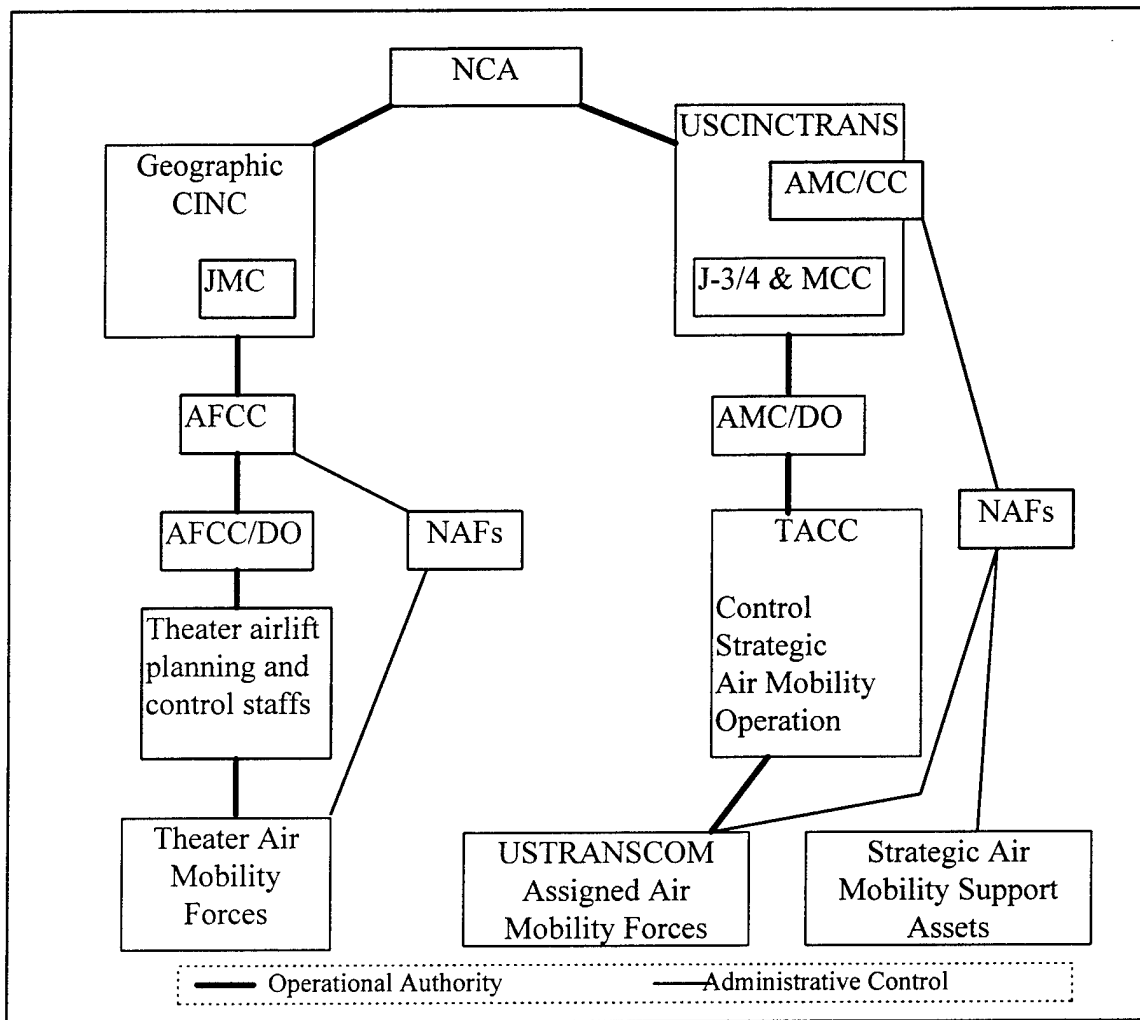 NCA
Geographic
CINC
JMC
USCINCTRANS
AMC/CC
J-3/4 & MCC
AFCC
AMC/DO
AFCC/DO
NAFs
TACC
NAFs
Control
Strategic
Air Mobility
Operation
Theater airlift
planning and
control staffs
Theater Air
Mobility
Forces
USTRANSCOM
Assigned Air
Mobility Forces
Strategic Air
Mobility Support
Assets
Operational Authority
Administrative Control